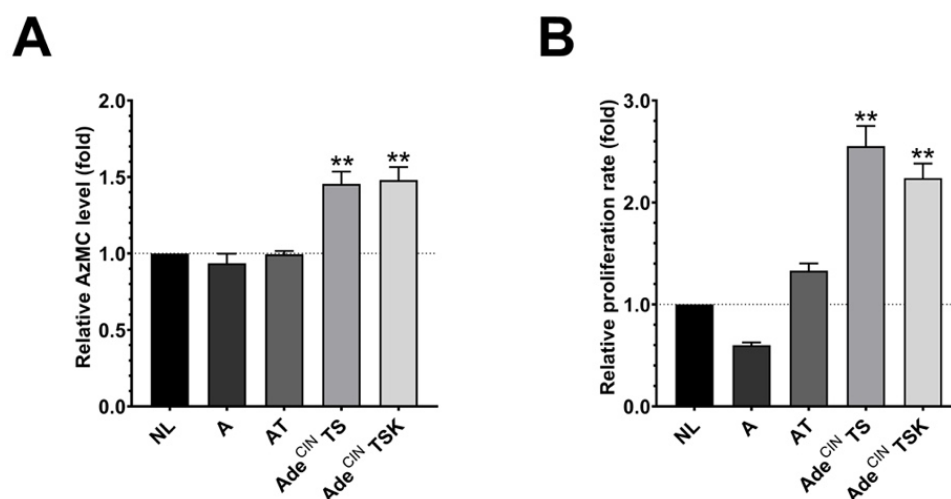 A
B
Relative AzMC level (fold)
2.0
1.5
1.0
0.5
0.0
**
**
NL
A
AT
Ade CIN TS
Ade CIN TSK
Relative proliferation rate (fold)
3.0
2.0
1.0
0.0
**
**
NL
A
AT
Ade CIN TS
Ade CIN TSK